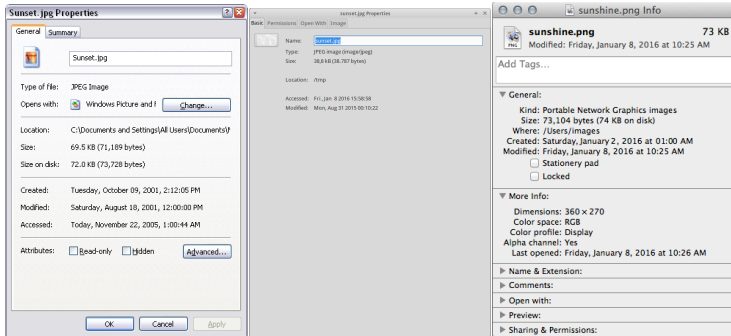 Sunset.jpg Properties
General Summary
Sunset.jpg
Type of file: JPEG Image
Opens with: Windows Picture and F Change...
Location: C:\Documents and Settings\All Users\Documents\M
Size: 69.5 KB (71,189 bytes)
Size on disk: 72.0 KB (73,728 bytes)
Created: Tuesday, October 09, 2001, 2:12:05 PM
Modified: Saturday, August 18, 2001, 12:00:00 PM
Accessed: Today, November 22, 2005, 1:00:44 AM
Attributes: Read-only Hidden Advanced...
OK Cancel Apply
sunset.jpg Properties
Basic Permissions Open With Image
Name: sunset.jpg
Type: JPEG image (image/jpeg)
Size: 38,8 kB (38.787 bytes)
Location: /tmp
Accessed: Fri, Jan 8 2016 15:58:58
Modified: Mon, Aug 31 2015 00:10:22
sunshine.png Info
PNG
sunshine.png 73 KB
Modified: Friday, January 8, 2016 at 10:25 AM
Add Tags...
General:
Kind: Portable Network Graphics images
Size: 73,104 bytes (74 KB on disk)
Where: /Users/images
Created: Saturday, January 2, 2016 at 01:00 AM
Modified: Friday, January 8, 2016 at 10:25 AM
Stationery pad
Locked
More Info:
Dimensions: 360 × 270
Color space: RGB
Color profile: Display
Alpha channel: Yes
Last opened: Friday, January 8, 2016 at 10:26 AM
Name & Extension:
Comments:
Open with:
Preview:
Sharing & Permissions: